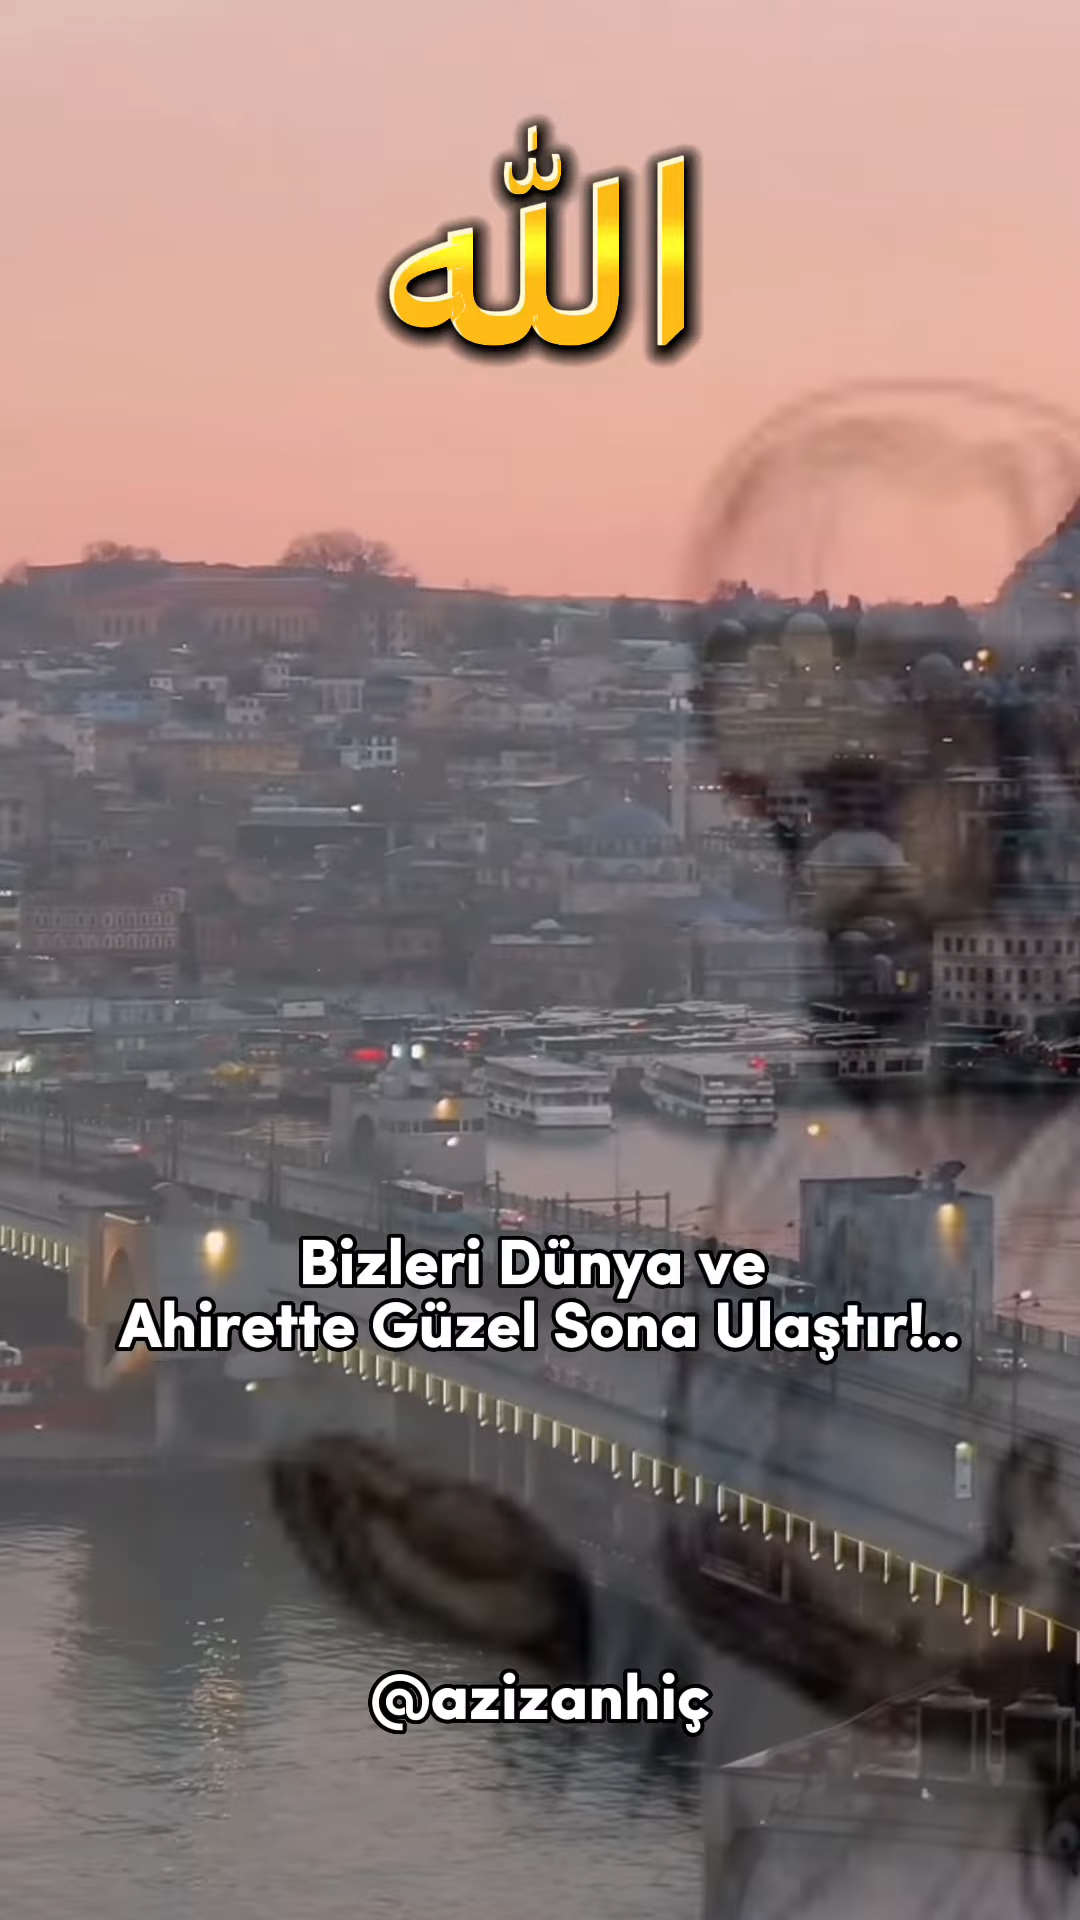 الله
Bizleri Dünya ve
Ahirette Güzel Sona Ulaştır!..
@azizanhiç